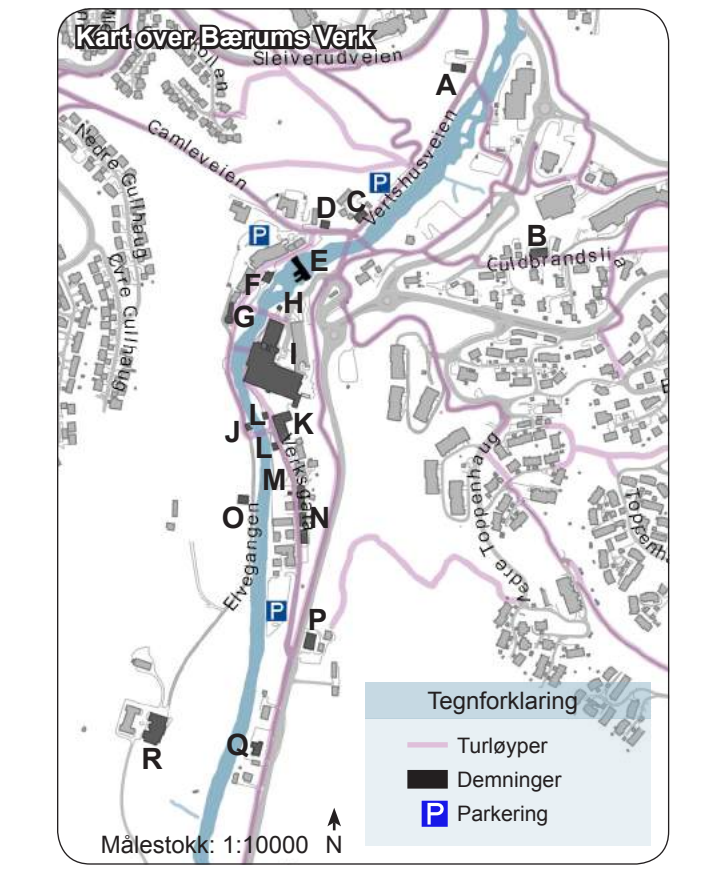 Kart over Bærums Verk
Sleiverudveien
Gamleveien
Vertshusveien
Nedre Gullhaug
Øvre Gullhaug
Guldbrandslia
A
P
C
D
B
P
E
F
H
G
I
L
K
J
L
Verksgata
M
O
N
Elvegangen
Nedre Toppenhaug
P
P
R
Q
Tegnforklaring
Turløyper
Demninger
P Parkering
Målestokk: 1:10000 N